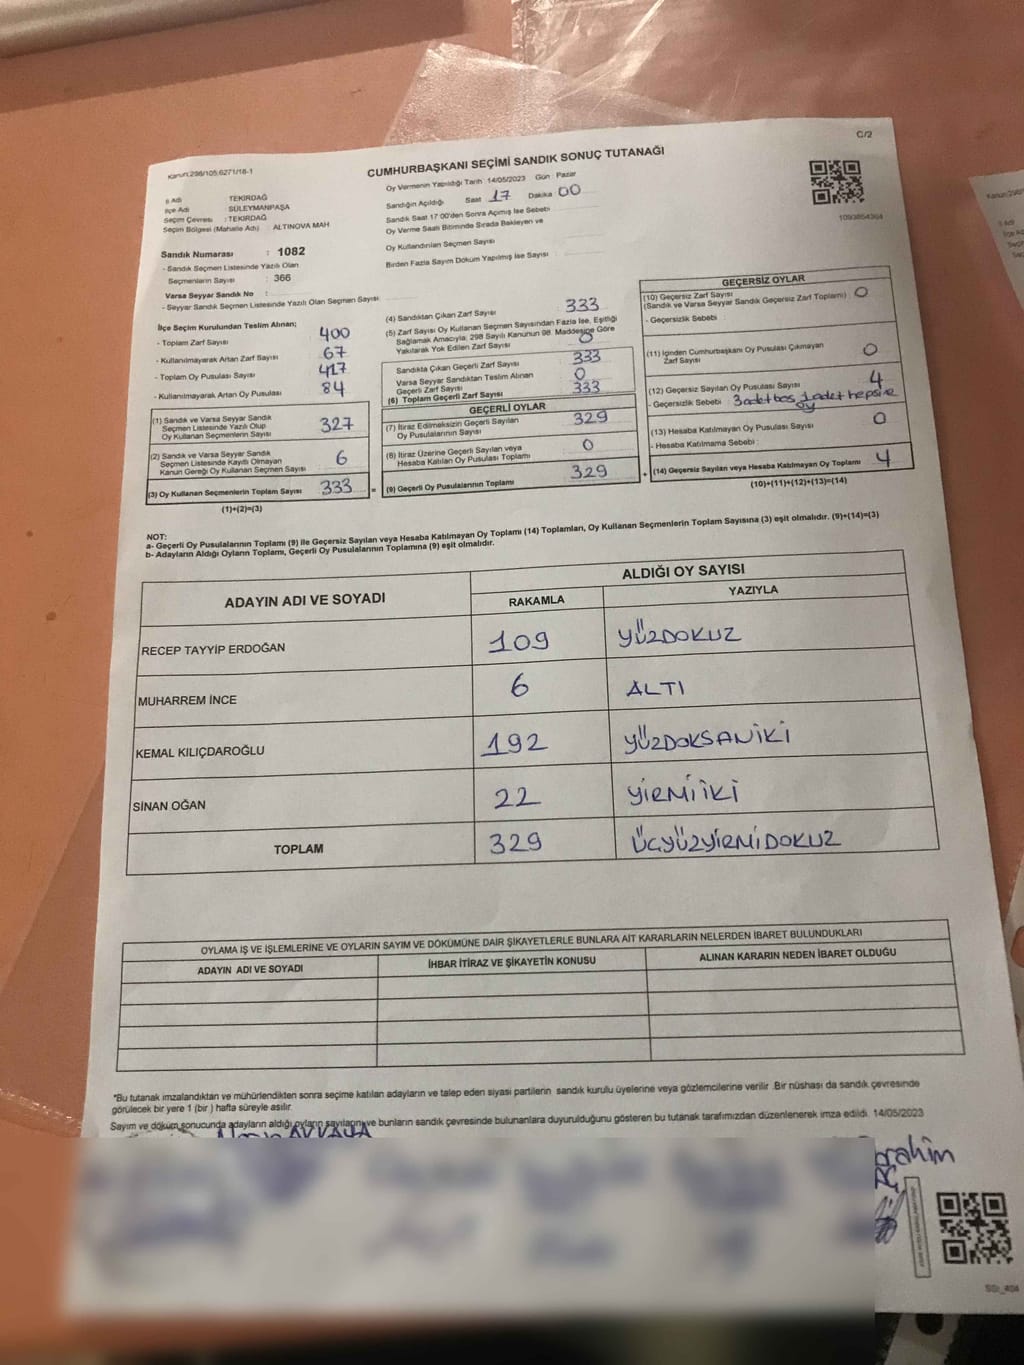 C/2
Kanun:298/105,6271/18-1
CUMHURBAŞKANI SEÇİMİ SANDIK SONUÇ TUTANAĞI
İl Adı : TEKİRDAĞ
İlçe Adı : SÜLEYMANPAŞA
Seçim Çevresi : TEKİRDAĞ
Seçim Bölgesi (Mahalle Adı) : ALTINOVA MAH
Oy Vermenin Yapıldığı Tarih : 14/05/2023 Gün : Pazar
Sandığın Açıldığı Saat 17 Dakika 00
Sandık Saat 17:00'den Sonra Açılmış İse Sebebi
Oy Verme Saati Bitiminde Sırada Bekleyen ve
Oy Kullandırılan Seçmen Sayısı
Birden Fazla Sayım Döküm Yapılmış İse Sayısı
Sandık Numarası : 1082
- Sandık Seçmen Listesinde Yazılı Olan
Seçmenlerin Sayısı : 366
Varsa Seyyar Sandık No :
- Seyyar Sandık Seçmen Listesinde Yazılı Olan Seçmen Sayısı
İlçe Seçim Kurulundan Teslim Alınan;
- Toplam Zarf Sayısı 400
- Kullanılmayarak Artan Zarf Sayısı 67
- Toplam Oy Pusulası Sayısı 417
- Kullanılmayarak Artan Oy Pusulası 84
(1) Sandık ve Varsa Seyyar Sandık
Seçmen Listesinde Yazılı Olup
Oy Kullanan Seçmenlerin Sayısı 327
(2) Sandık ve Varsa Seyyar Sandık
Seçmen Listesinde Kayıtlı Olmayan
Kanun Gereği Oy Kullanan Seçmen Sayısı 6
(3) Oy Kullanan Seçmenlerin Toplam Sayısı 333
(1)+(2)=(3)
(4) Sandıktan Çıkan Zarf Sayısı 333
(5) Zarf Sayısı Oy Kullanan Seçmen Sayısından Fazla İse, Eşitliği
Sağlamak Amacıyla; 298 Sayılı Kanunun 98. Maddesine Göre
Yakılarak Yok Edilen Zarf Sayısı 0
Sandıkta Çıkan Geçerli Zarf Sayısı 333
Varsa Seyyar Sandıktan Teslim Alınan
Geçerli Zarf Sayısı 0
(6) Toplam Geçerli Zarf Sayısı 333
GEÇERLİ OYLAR
(7) İtiraz Edilmeksizin Geçerli Sayılan
Oy Pusulalarının Sayısı 329
(8) İtiraz Üzerine Geçerli Sayılan veya
Hesaba Katılan Oy Pusulası Toplamı 0
= (9) Geçerli Oy Pusulalarının Toplamı 329
GEÇERSİZ OYLAR
(10) Geçersiz Zarf Sayısı
(Sandık ve Varsa Seyyar Sandık Geçersiz Zarf Toplamı) 0
- Geçersizlik Sebebi :
(11) İçinden Cumhurbaşkanı Oy Pusulası Çıkmayan
Zarf Sayısı 0
(12) Geçersiz Sayılan Oy Pusulası Sayısı 4
- Geçersizlik Sebebi : 3 adet boş 1 adet hepsine
oy
(13) Hesaba Katılmayan Oy Pusulası Sayısı 0
- Hesaba Katılmama Sebebi :
+ (14) Geçersiz Sayılan veya Hesaba Katılmayan Oy Toplamı 4
(10)+(11)+(12)+(13)=(14)
NOT:
a- Geçerli Oy Pusulalarının Toplamı (9) ile Geçersiz Sayılan veya Hesaba Katılmayan Oy Toplamı (14) Toplamları, Oy Kullanan Seçmenlerin Toplam Sayısına (3) eşit olmalıdır. (9)+(14)=(3)
b- Adayların Aldığı Oyların Toplamı, Geçerli Oy Pusulalarının Toplamına (9) eşit olmalıdır.
ADAYIN ADI VE SOYADI
ALDIĞI OY SAYISI
RAKAMLA YAZIYLA
RECEP TAYYİP ERDOĞAN 109 YÜZDOKUZ
MUHARREM İNCE 6 ALTI
KEMAL KILIÇDAROĞLU 192 YÜZDOKSANİKİ
SİNAN OĞAN 22 YİRMİİKİ
TOPLAM 329 ÜÇYÜZYİRMİDOKUZ
OYLAMA İŞ VE İŞLEMLERİNE VE OYLARIN SAYIM VE DÖKÜMÜNE DAİR ŞİKAYETLERLE BUNLARA AİT KARARLARIN NELERDEN İBARET BULUNDUKLARI
ADAYIN ADI VE SOYADI
İHBAR İTİRAZ VE ŞİKAYETİN KONUSU
ALINAN KARARIN NEDEN İBARET OLDUĞU
*Bu tutanak imzalandıktan ve mühürlendikten sonra seçime katılan adayların ve talep eden siyasi partilerin sandık kurulu üyelerine veya gözlemcilerine verilir. Bir nüshası da sandık çevresinde
görülecek bir yere 1 (bir ) hafta süreyle asılır.
Sayım ve döküm sonucunda adayların aldığı oyların sayılarını ve bunların sandık çevresinde bulunanlara duyurulduğunu gösteren bu tutanak tarafımızdan düzenlenerek imza edildi. 14/05/2023
İbrahim